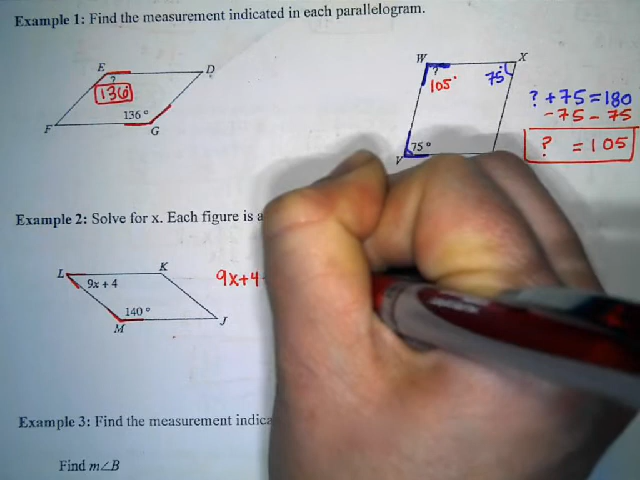 Example 1: Find the measurement indicated in each parallelogram.
E
D
?
136°
136°
F
G
W
X
?
105°
75°
75°
V
? + 75 = 180
- 75 - 75
? = 105
Example 2: Solve for x. Each figure is a
L
K
9x + 4
140°
M
J
9x+4
Example 3: Find the measurement indica
Find m∠B